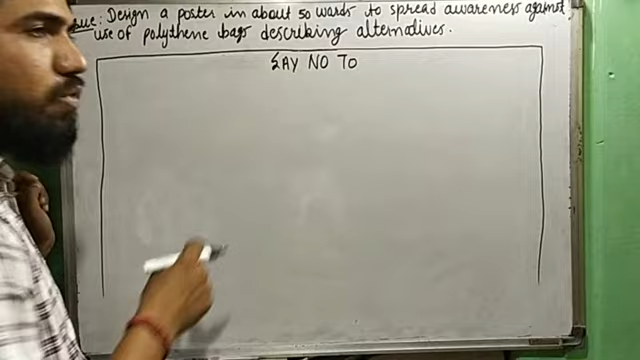 Design a poster in about 50 words to spread awareness against
use of polythene bags describing alternatives.
SAY NO TO